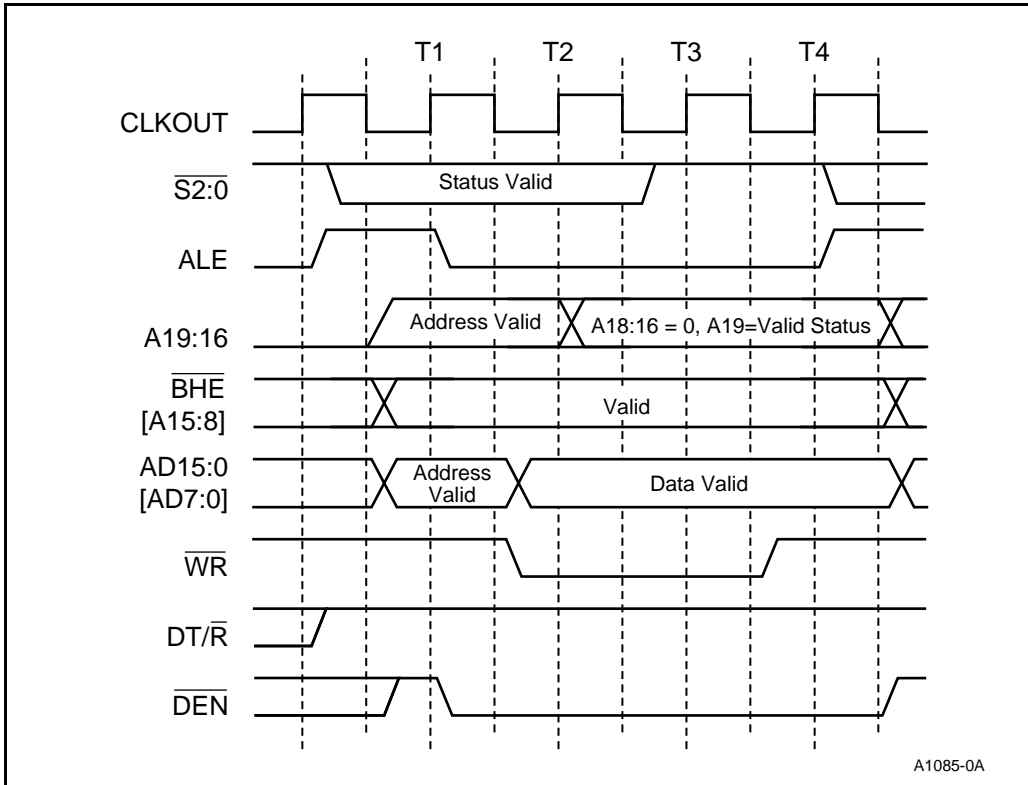 T1 T2 T3 T4
CLKOUT
S2:0
Status Valid
ALE
A19:16
Address Valid
A18:16 = 0, A19=Valid Status
BHE
[A15:8]
Valid
AD15:0
[AD7:0]
Address
Valid
Data Valid
WR
DT/R
DEN
A1085-0A